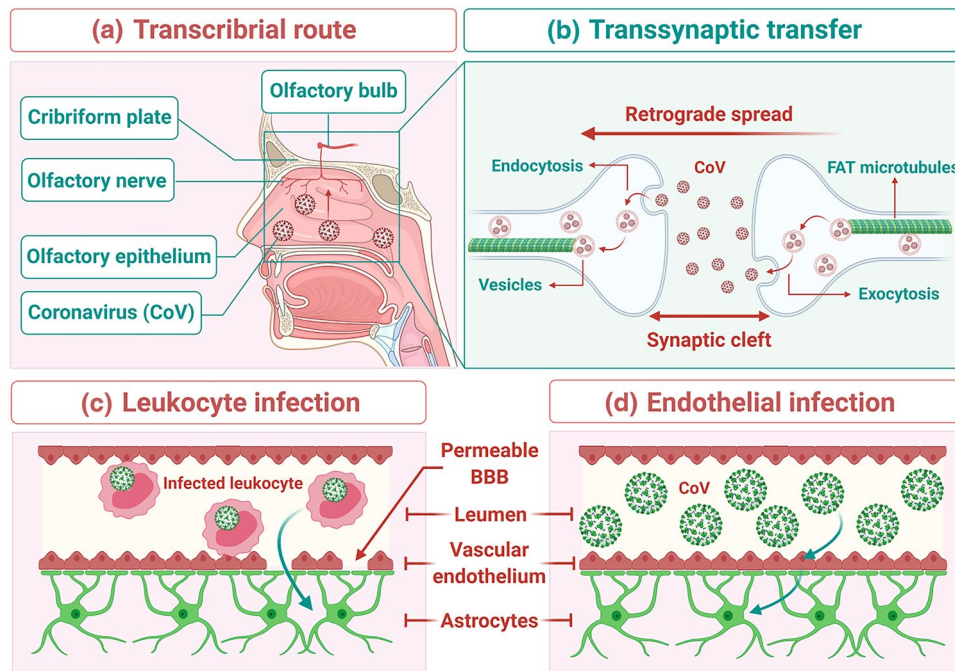 (a) Transcribrial route
Olfactory bulb
Cribriform plate
Olfactory nerve
Olfactory epithelium
Coronavirus (CoV)
(b) Transsynaptic transfer
Retrograde spread
Endocytosis
CoV
FAT microtubules
Vesicles
Exocytosis
Synaptic cleft
(c) Leukocyte infection
Infected leukocyte
Permeable
BBB
Leumen
Vascular
endothelium
Astrocytes
(d) Endothelial infection
CoV